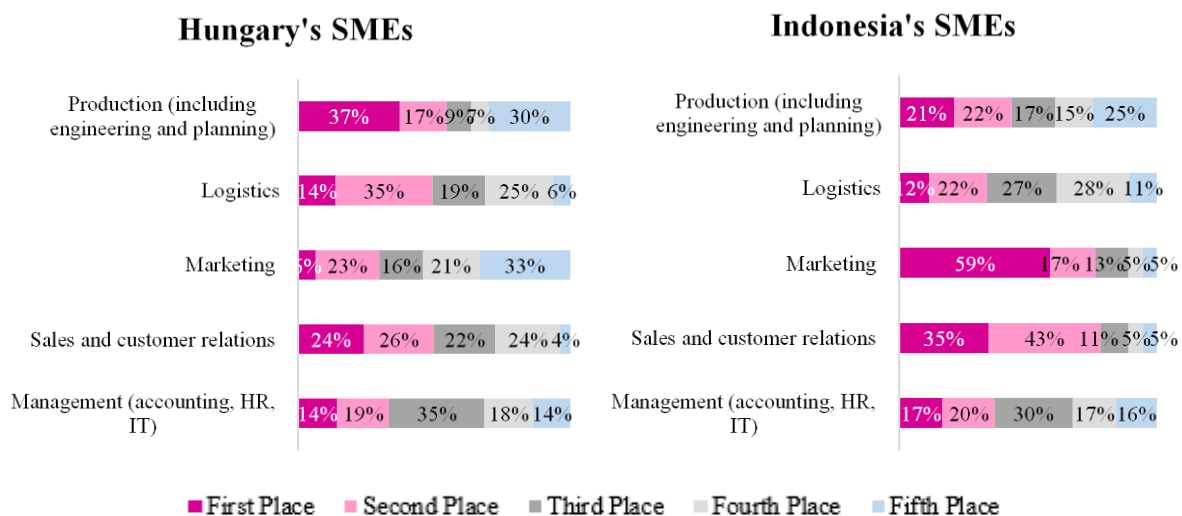 Hungary's SMEs
Production (including
engineering and planning)
37% 17% 9% 7% 30%
Logistics
14% 35% 19% 25% 6%
Marketing
6% 23% 16% 21% 33%
Sales and customer relations
24% 26% 22% 24% 4%
Management (accounting, HR,
IT)
14% 19% 35% 18% 14%
Indonesia's SMEs
Production (including
engineering and planning)
21% 22% 17% 15% 25%
Logistics
12% 22% 27% 28% 11%
Marketing
59% 17% 13% 5% 5%
Sales and customer relations
35% 43% 11% 5% 5%
Management (accounting, HR,
IT)
17% 20% 30% 17% 16%
First Place Second Place Third Place Fourth Place Fifth Place